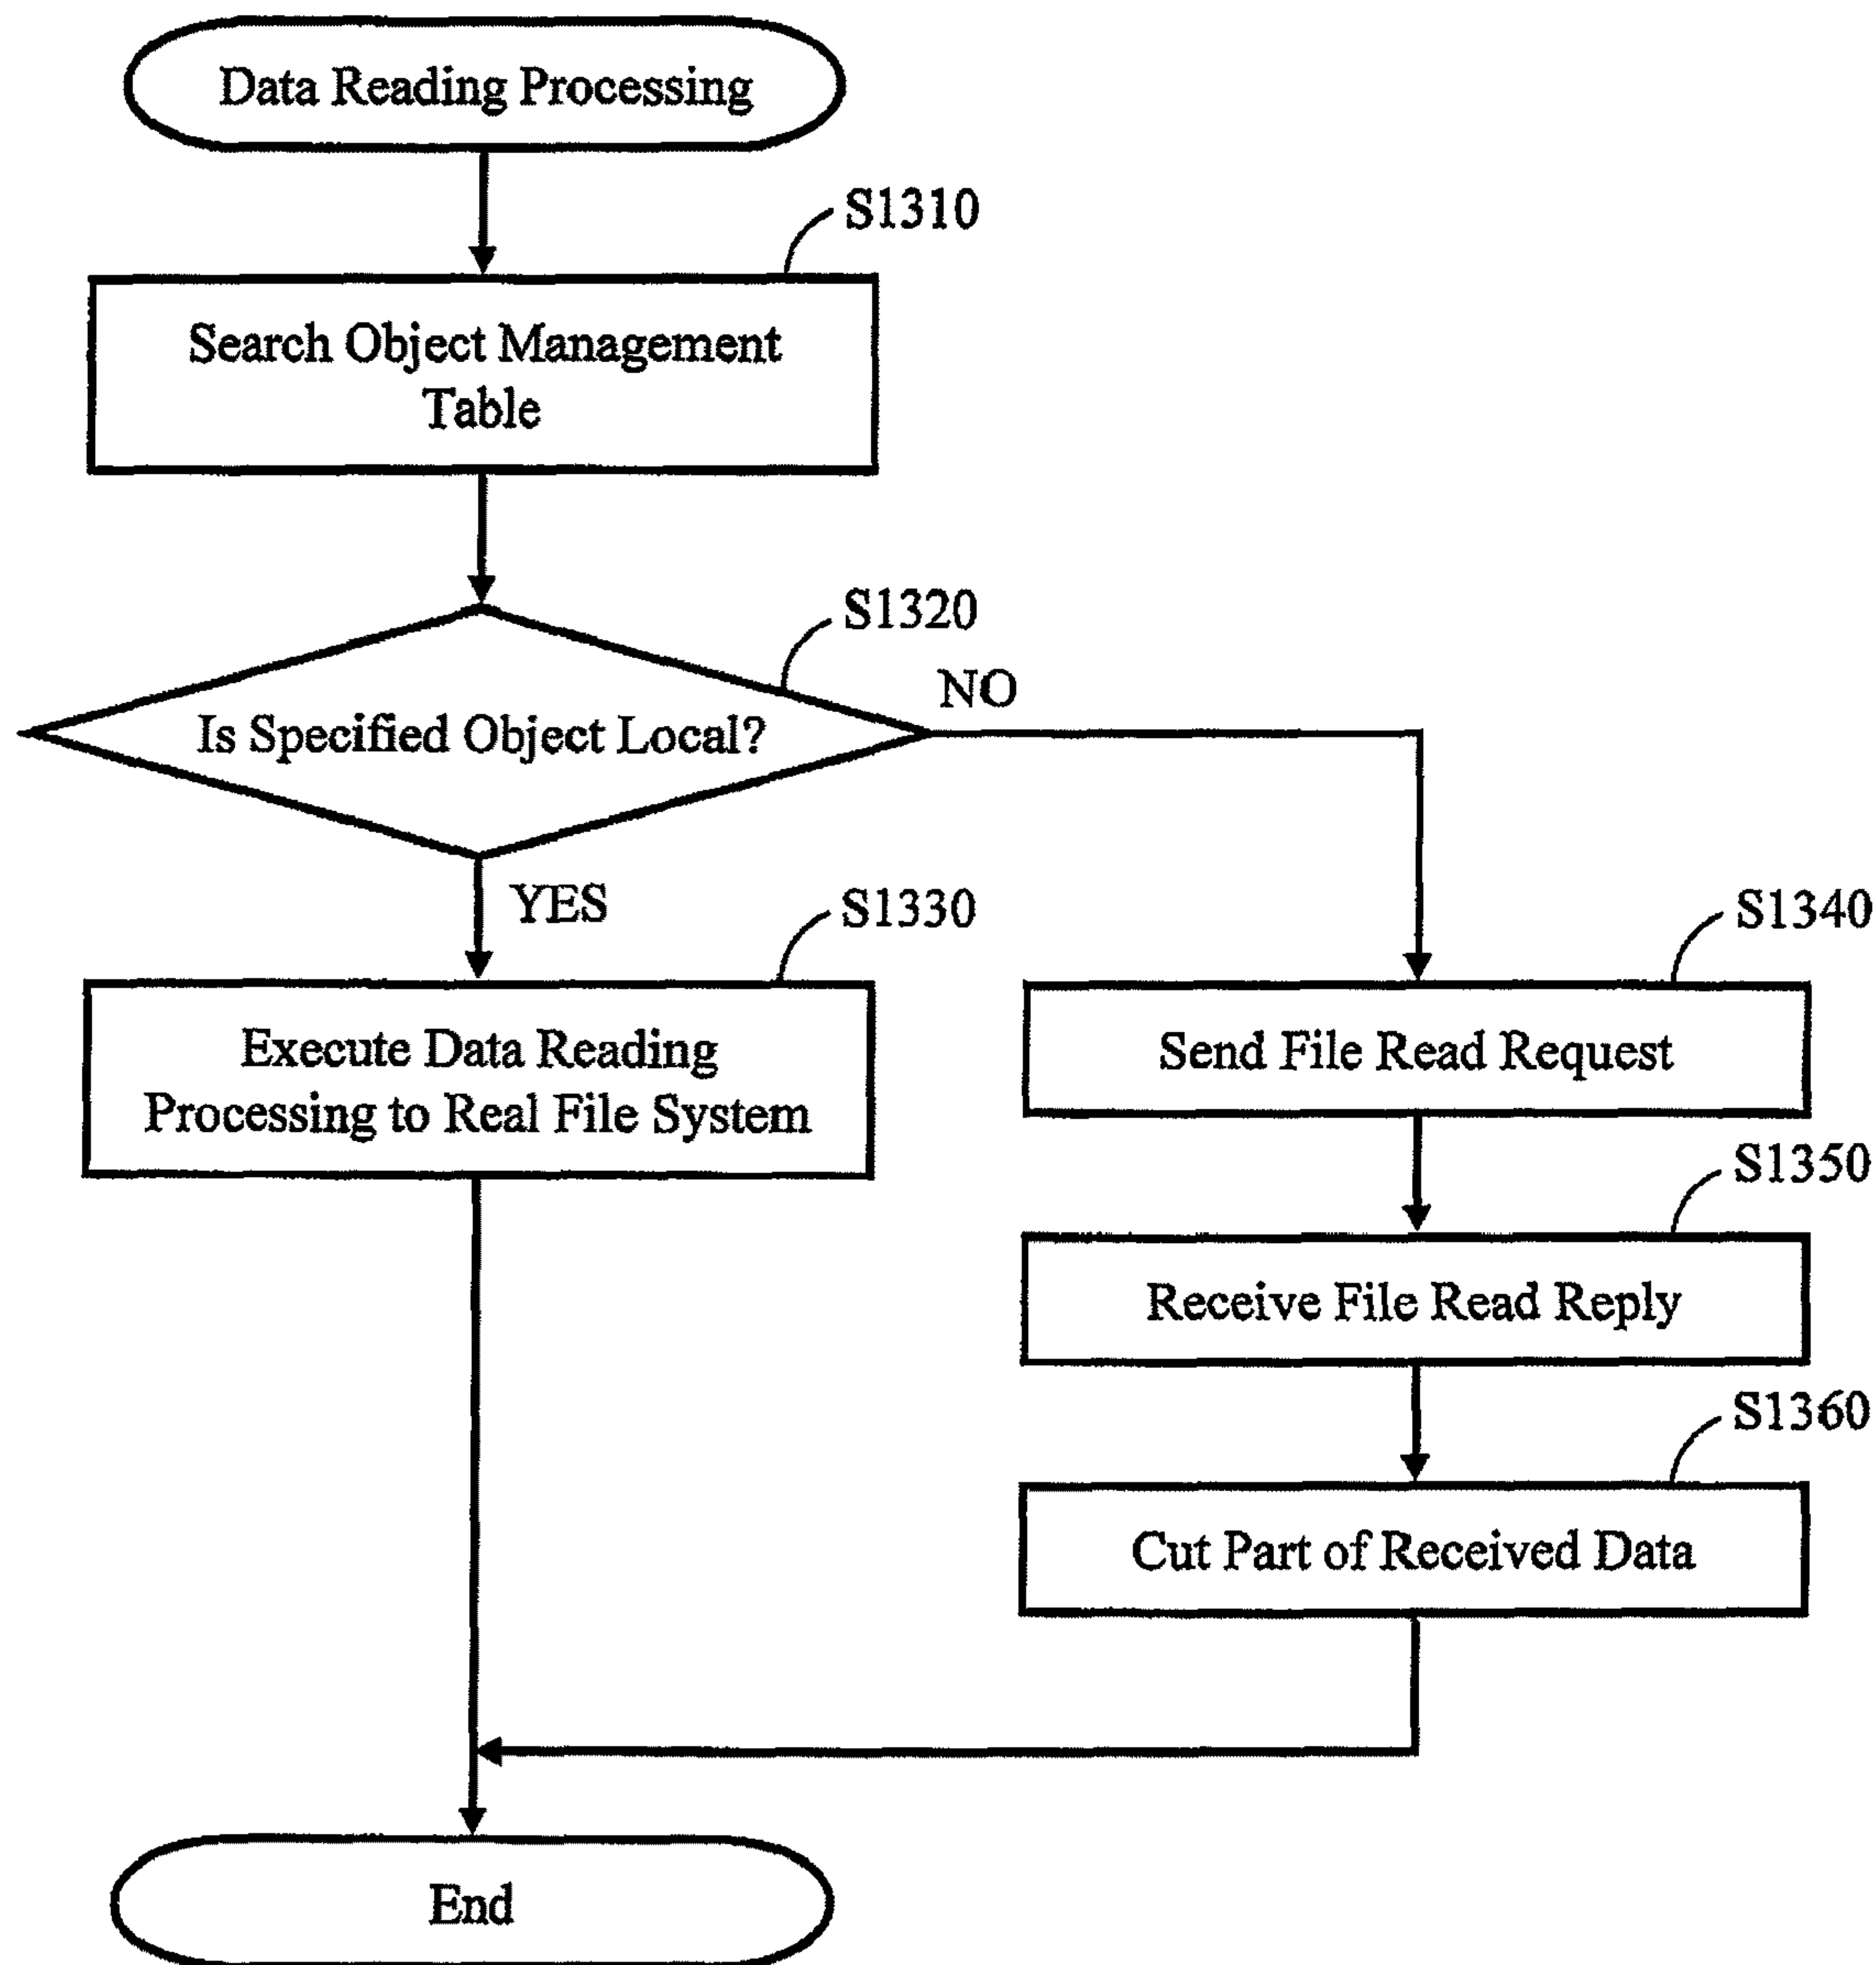 Data Reading Processing
S1310
Search Object Management
Table
S1320
NO
Is Specified Object Local?
YES
S1330
S1340
Execute Data Reading
Processing to Real File System
Send File Read Request
S1350
Receive File Read Reply
S1360
Cut Part of Received Data
End